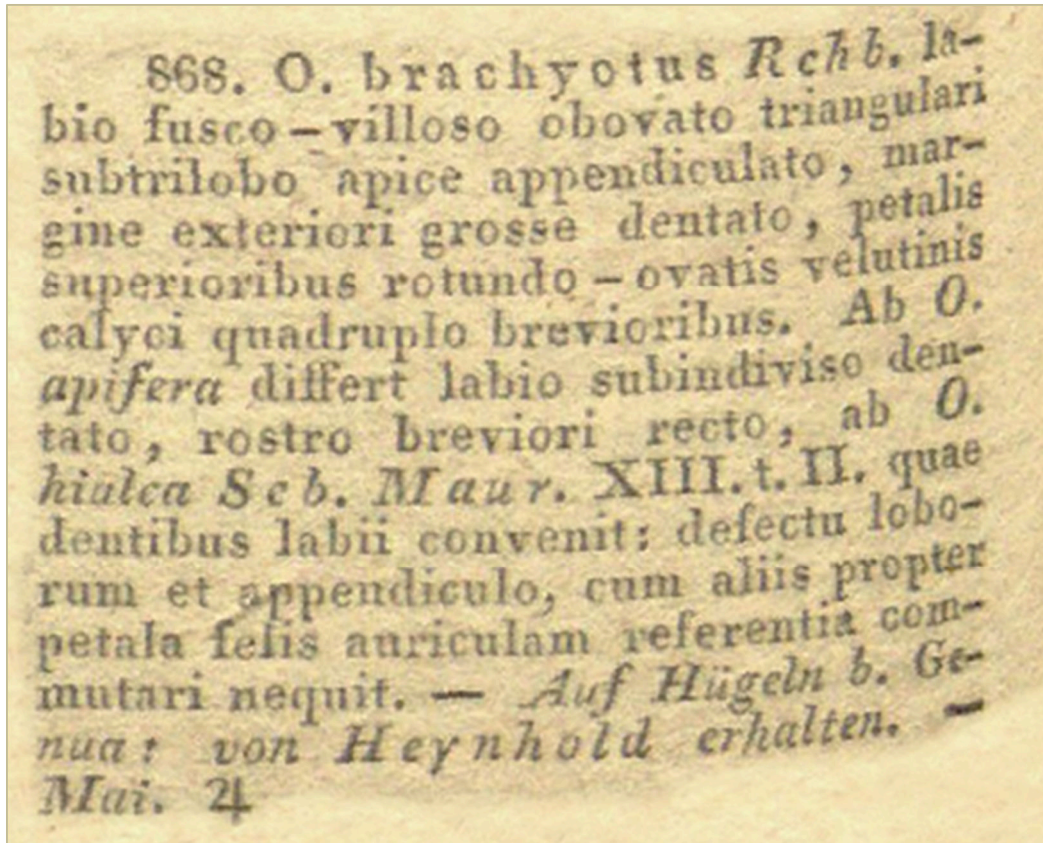 868. O. brachyotus Rchb. la-
bio fusco-villoso obovato triangulari
subtrilobo apice appendiculato, mar-
gine exteriori grosse dentato, petalis
superioribus rotundo-ovatis velutinis
calyci quadruplo brevioribus. Ab O.
apifera differt labio subindiviso den-
tato, rostro breviori recto, ab O.
hiulca Seb. Maur. XIII. t. II. quae
dentibus labii convenit: defectu lobo-
rum et appendiculo, cum aliis propter
petala felis auriculam referentia com-
mutari nequit. — Auf Hügeln b. Ge-
nua: von Heynhold erhalten. —
Mai. ♃